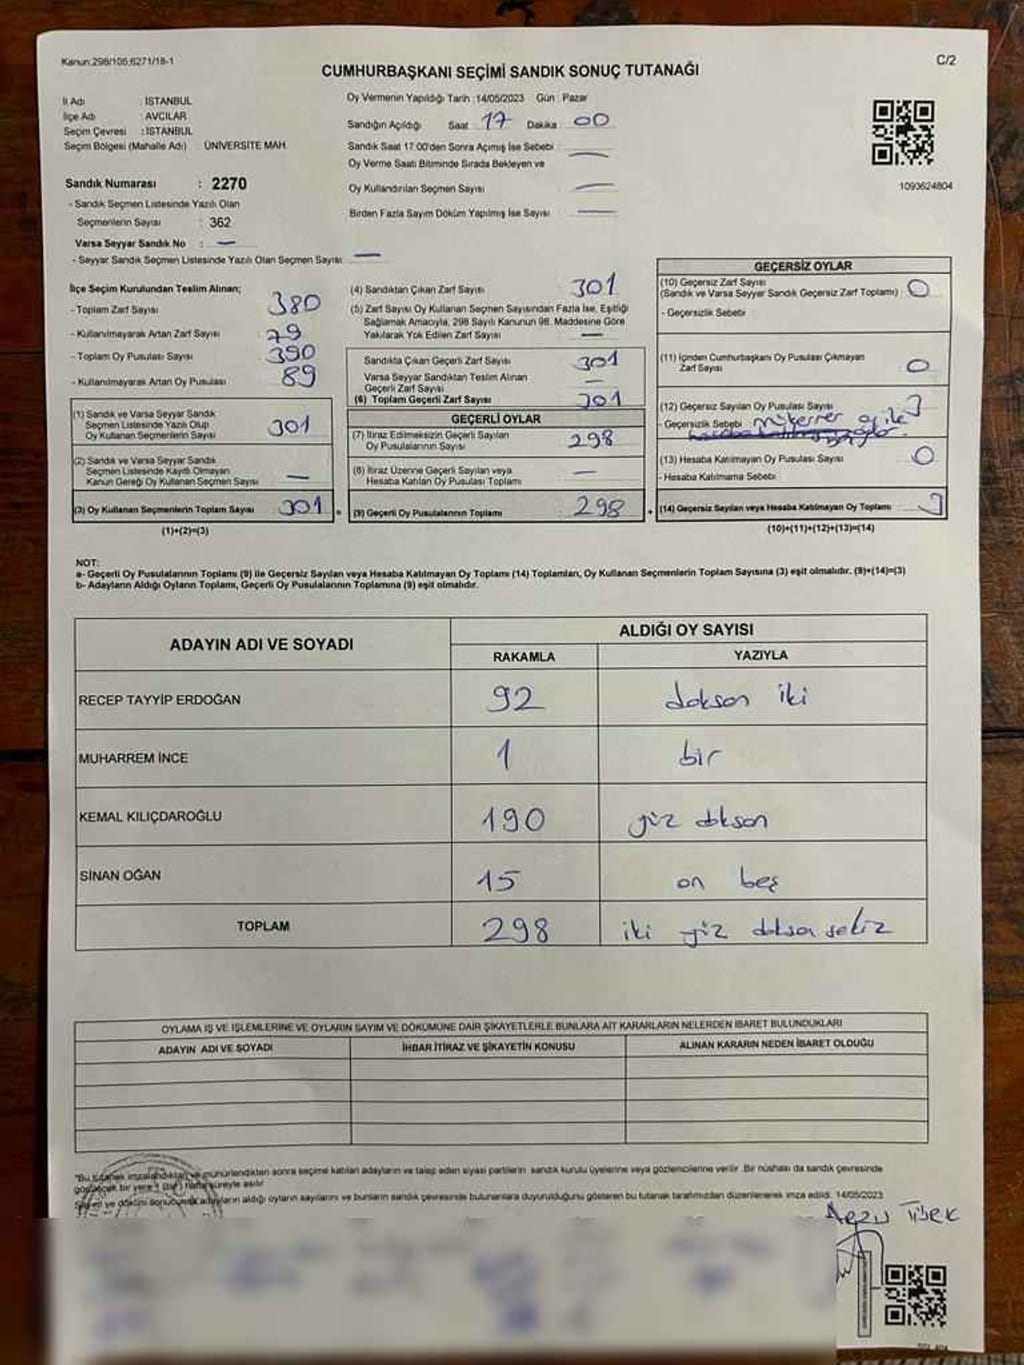 Kanun:298/105;6271/18-1
C/2
CUMHURBAŞKANI SEÇİMİ SANDIK SONUÇ TUTANAĞI
İl Adı : İSTANBUL
İlçe Adı : AVCILAR
Seçim Çevresi : İSTANBUL
Seçim Bölgesi (Mahalle Adı) : ÜNİVERSİTE MAH.
Sandık Numarası : 2270
- Sandık Seçmen Listesinde Yazılı Olan
Seçmenlerin Sayısı : 362
Varsa Seyyar Sandık No : —
- Seyyar Sandık Seçmen Listesinde Yazılı Olan Seçmen Sayısı: —
Oy Vermenin Yapıldığı Tarih :14/05/2023 Gün : Pazar
Sandığın Açıldığı Saat 17 Dakika : 00
Sandık Saat 17:00'den Sonra Açımış İse Sebebi : —
Oy Verme Saati Bitiminde Sırada Bekleyen ve
Oy Kullandırılan Seçmen Sayısı —
Birden Fazla Sayım Döküm Yapılmış İse Sayısı —
1093624804
İlçe Seçim Kurulundan Teslim Alınan;
- Toplam Zarf Sayısı 380
- Kullanılmayarak Artan Zarf Sayısı 79
- Toplam Oy Pusulası Sayısı 390
- Kullanılmayarak Artan Oy Pusulası 89
(1) Sandık ve Varsa Seyyar Sandık
Seçmen Listesinde Yazılı Olup
Oy Kullanan Seçmenlerin Sayısı 301
(2) Sandık ve Varsa Seyyar Sandık
Seçmen Listesinde Kayıtlı Olmayan
Kanun Gereği Oy Kullanan Seçmen Sayısı —
(3) Oy Kullanan Seçmenlerin Toplam Sayısı 301
(1)+(2)=(3)
(4) Sandıktan Çıkan Zarf Sayısı 301
(5) Zarf Sayısı Oy Kullanan Seçmen Sayısından Fazla İse, Eşitliği
Sağlamak Amacıyla, 298 Sayılı Kanunun 98. Maddesine Göre
Yakılarak Yok Edilen Zarf Sayısı —
Sandıkta Çıkan Geçerli Zarf Sayısı 301
Varsa Seyyar Sandıktan Teslim Alınan
Geçerli Zarf Sayısı —
(6) Toplam Geçerli Zarf Sayısı 301
GEÇERLİ OYLAR
(7) İtiraz Edilmeksizin Geçerli Sayılan
Oy Pusulalarının Sayısı 298
(8) İtiraz Üzerine Geçerli Sayılan veya
Hesaba Katılan Oy Pusulası Toplamı —
(9) Geçerli Oy Pusulalarının Toplamı 298
GEÇERSİZ OYLAR
(10) Geçersiz Zarf Sayısı
(Sandık ve Varsa Seyyar Sandık Geçersiz Zarf Toplamı) : 0
- Geçersizlik Sebebi
(11) İçinden Cumhurbaşkanı Oy Pusulası Çıkmayan
Zarf Sayısı 0
(12) Geçersiz Sayılan Oy Pusulası Sayısı 3
- Geçersizlik Sebebi mükerrer oy ile
(13) Hesaba Katılmayan Oy Pusulası Sayısı 0
- Hesaba Katılmama Sebebi
(14) Geçersiz Sayılan veya Hesaba Katılmayan Oy Toplamı 3
(10)+(11)+(12)+(13)=(14)
NOT:
a- Geçerli Oy Pusulalarının Toplamı (9) ile Geçersiz Sayılan veya Hesaba Katılmayan Oy Toplamı (14) Toplamları, Oy Kullanan Seçmenlerin Toplam Sayısına (3) eşit olmalıdır. (9)+(14)=(3)
b- Adayların Aldığı Oyların Toplamı, Geçerli Oy Pusulalarının Toplamına (9) eşit olmalıdır.
ADAYIN ADI VE SOYADI
ALDIĞI OY SAYISI
RAKAMLA YAZIYLA
RECEP TAYYİP ERDOĞAN 92 doksan iki
MUHARREM İNCE 1 bir
KEMAL KILIÇDAROĞLU 190 yüz doksan
SİNAN OĞAN 15 on beş
TOPLAM 298 iki yüz doksan sekiz
OYLAMA İŞ VE İŞLEMLERİNE VE OYLARIN SAYIM VE DÖKÜMÜNE DAİR ŞİKAYETLERLE BUNLARA AİT KARARLARIN NELERDEN İBARET BULUNDUKLARI
ADAYIN ADI VE SOYADI İHBAR İTİRAZ VE ŞİKAYETİN KONUSU ALINAN KARARIN NEDEN İBARET OLDUĞU
"Bu tutanak imzalandıktan ve mühürlendikten sonra seçime katılan adayların ve talep eden siyasi partilerin sandık kurulu üyelerine veya gözlemcilerine verilir. Bir nüshası da sandık çevresinde
görülecek bir yere 1 (bir) hafta süreyle asılır.
Sayım ve döküm sonucunda adayların aldığı oyların sayılarını ve bunların sandık çevresinde bulunanlara duyurulduğunu gösteren bu tutanak tarafımızdan düzenlenerek imza edildi. 14/05/2023